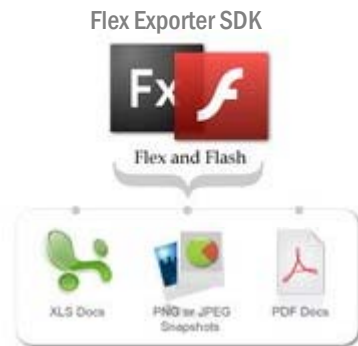 Flex Exporter SDK
Fx
Flex and Flash
XLS Docs
PNG or JPEG
Snapshots
PDF Docs